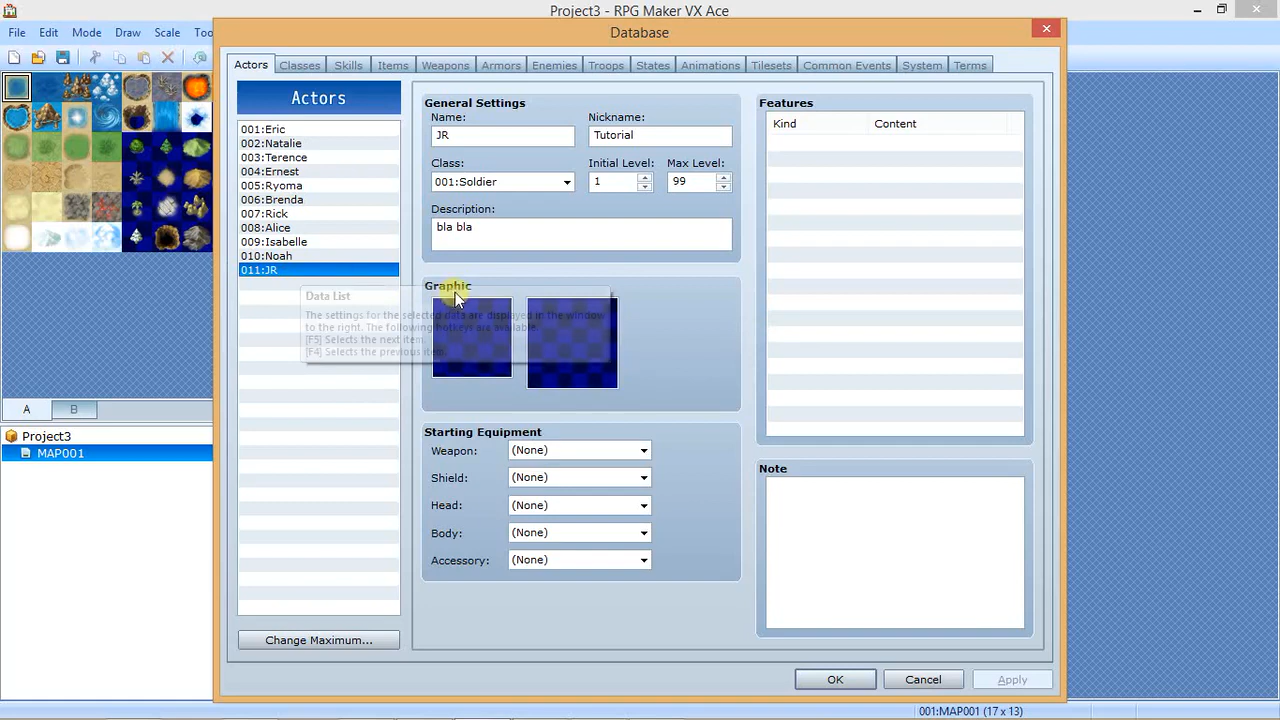 Project3 - RPG Maker VX Ace
File Edit Mode Draw Scale Too
Database
Actors Classes Skills Items Weapons Armors Enemies Troops States Animations Tilesets Common Events System Terms
Actors
001:Eric
002:Natalie
003:Terence
004:Ernest
005:Ryoma
006:Brenda
007:Rick
008:Alice
009:Isabelle
010:Noah
011:JR
Change Maximum...
General Settings
Name: Nickname:
JR Tutorial
Class: Initial Level: Max Level:
001:Soldier 1 99
Description:
bla bla
Graphic
Data List
The settings for the selected data are displayed in the window
to the right. The following hotkeys are available.
[F5] Selects the next item.
[F4] Selects the previous item.
Starting Equipment
Weapon: (None)
Shield: (None)
Head: (None)
Body: (None)
Accessory: (None)
Features
Kind Content
Note
A B
Project3
MAP001
OK Cancel Apply
001:MAP001 (17 x 13)